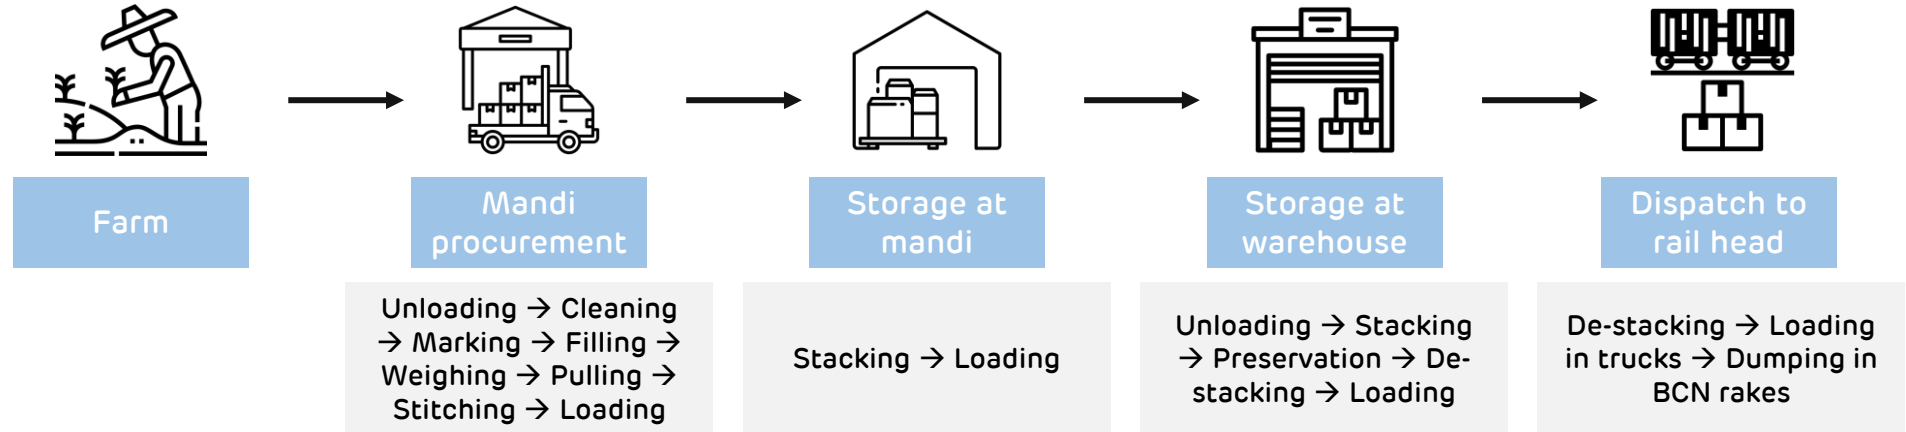 Farm
Mandi
procurement
Storage at
mandi
Storage at
warehouse
Dispatch to
rail head
Unloading → Cleaning
→ Marking → Filling →
Weighing → Pulling →
Stitching → Loading
Stacking → Loading
Unloading → Stacking
→ Preservation → De-
stacking → Loading
De-stacking → Loading
in trucks → Dumping in
BCN rakes